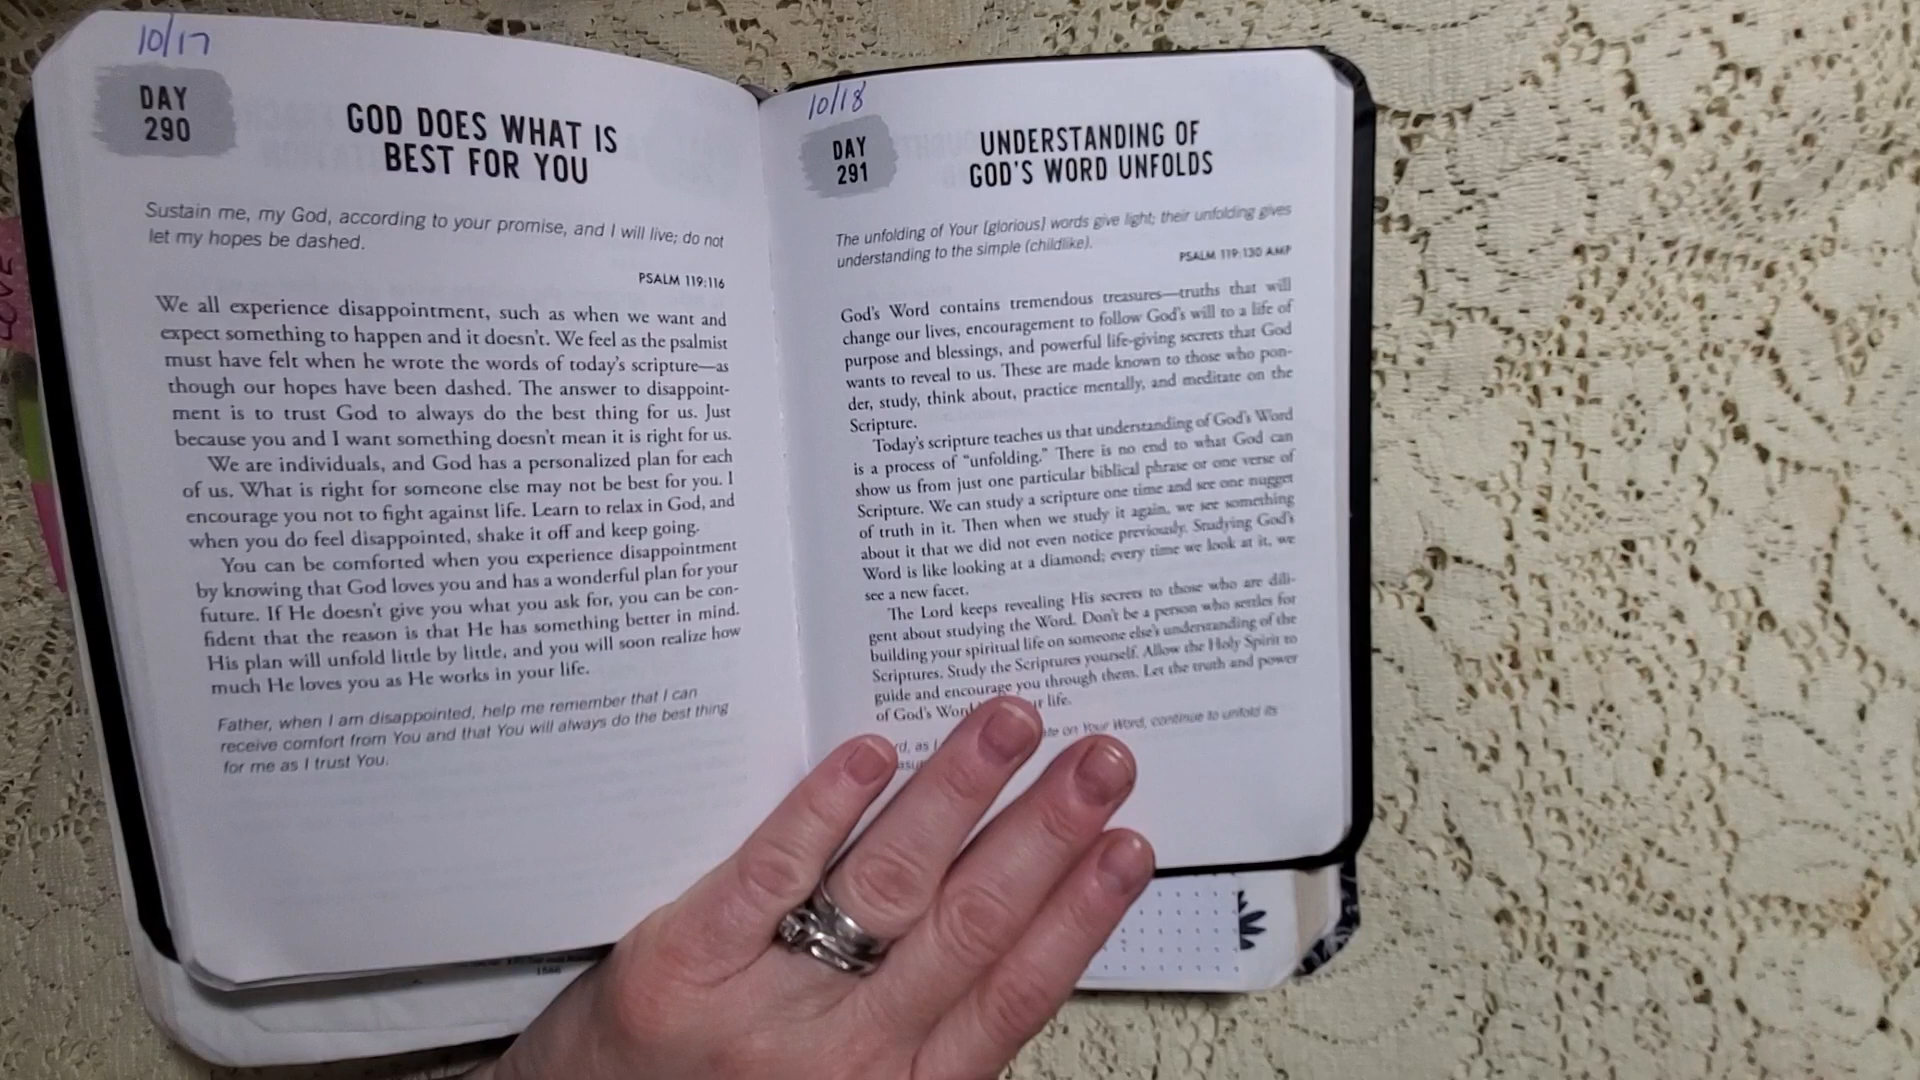 10/17
DAY
290
GOD DOES WHAT IS
BEST FOR YOU
Sustain me, my God, according to your promise, and I will live; do not
let my hopes be dashed.
PSALM 119:116
We all experience disappointment, such as when we want and
expect something to happen and it doesn't. We feel as the psalmist
must have felt when he wrote the words of today's scripture—as
though our hopes have been dashed. The answer to disappoint-
ment is to trust God to always do the best thing for us. Just
because you and I want something doesn't mean it is right for us.
We are individuals, and God has a personalized plan for each
of us. What is right for someone else may not be best for you. I
encourage you not to fight against life. Learn to relax in God, and
when you do feel disappointed, shake it off and keep going.
You can be comforted when you experience disappointment
by knowing that God loves you and has a wonderful plan for your
future. If He doesn't give you what you ask for, you can be con-
fident that the reason is that He has something better in mind.
His plan will unfold little by little, and you will soon realize how
much He loves you as He works in your life.
Father, when I am disappointed, help me remember that I can
receive comfort from You and that You will always do the best thing
for me as I trust You.
10/18
DAY
291
UNDERSTANDING OF
GOD'S WORD UNFOLDS
The unfolding of Your [glorious] words give light; their unfolding gives
understanding to the simple (childlike).
PSALM 119:130 AMP
God's Word contains tremendous treasures—truths that will
change our lives, encouragement to follow God's will to a life of
purpose and blessings, and powerful life-giving secrets that God
wants to reveal to us. These are made known to those who pon-
der, study, think about, practice mentally, and meditate on the
Scripture.
Today's scripture teaches us that understanding of God's Word
is a process of "unfolding." There is no end to what God can
show us from just one particular biblical phrase or one verse of
Scripture. We can study a scripture one time and see one nugget
of truth in it. Then when we study it again, we see something
about it that we did not even notice previously. Studying God's
Word is like looking at a diamond; every time we look at it, we
see a new facet.
The Lord keeps revealing His secrets to those who are dili-
gent about studying the Word. Don't be a person who settles for
building your spiritual life on someone else's understanding of the
Scriptures. Study the Scriptures yourself. Allow the Holy Spirit to
guide and encourage you through them. Let the truth and power
of God's Word life.
as on Your Word, continue to unfold its
LOVE
1566